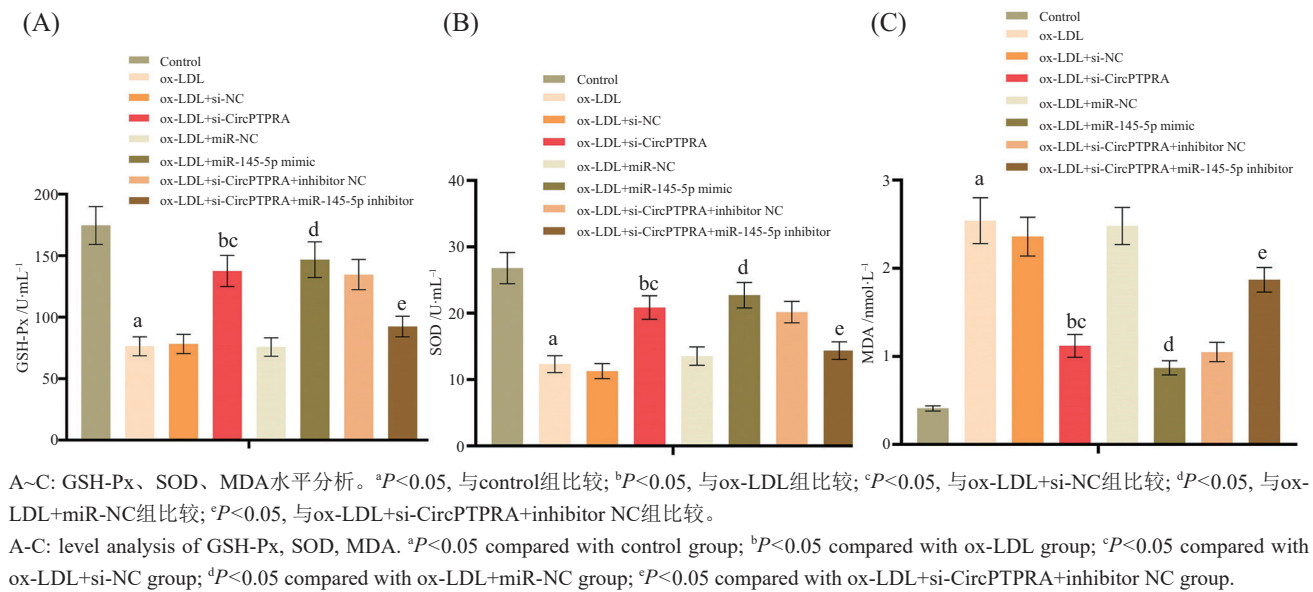 (A)
Control
ox-LDL
ox-LDL+si-NC
ox-LDL+si-CircPTPRA
ox-LDL+miR-NC
ox-LDL+miR-145-5p mimic
ox-LDL+si-CircPTPRA+inhibitor NC
ox-LDL+si-CircPTPRA+miR-145-5p inhibitor
GSH-Px /U·mL⁻¹
200
150
100
50
0
a
bc
d
e
(B)
Control
ox-LDL
ox-LDL+si-NC
ox-LDL+si-CircPTPRA
ox-LDL+miR-NC
ox-LDL+miR-145-5p mimic
ox-LDL+si-CircPTPRA+inhibitor NC
ox-LDL+si-CircPTPRA+miR-145-5p inhibitor
SOD /U·mL⁻¹
40
30
20
10
0
a
bc
d
e
(C)
Control
ox-LDL
ox-LDL+si-NC
ox-LDL+si-CircPTPRA
ox-LDL+miR-NC
ox-LDL+miR-145-5p mimic
ox-LDL+si-CircPTPRA+inhibitor NC
ox-LDL+si-CircPTPRA+miR-145-5p inhibitor
MDA /nmol·L⁻¹
3
2
1
0
a
bc
d
e
A~C: GSH-Px、SOD、MDA水平分析。ᵃP<0.05, 与control组比较; ᵇP<0.05, 与ox-LDL组比较; ᶜP<0.05, 与ox-LDL+si-NC组比较; ᵈP<0.05, 与ox-
LDL+miR-NC组比较; ᵉP<0.05, 与ox-LDL+si-CircPTPRA+inhibitor NC组比较。
A-C: level analysis of GSH-Px, SOD, MDA. ᵃP<0.05 compared with control group; ᵇP<0.05 compared with ox-LDL group; ᶜP<0.05 compared with
ox-LDL+si-NC group; ᵈP<0.05 compared with ox-LDL+miR-NC group; ᵉP<0.05 compared with ox-LDL+si-CircPTPRA+inhibitor NC group.